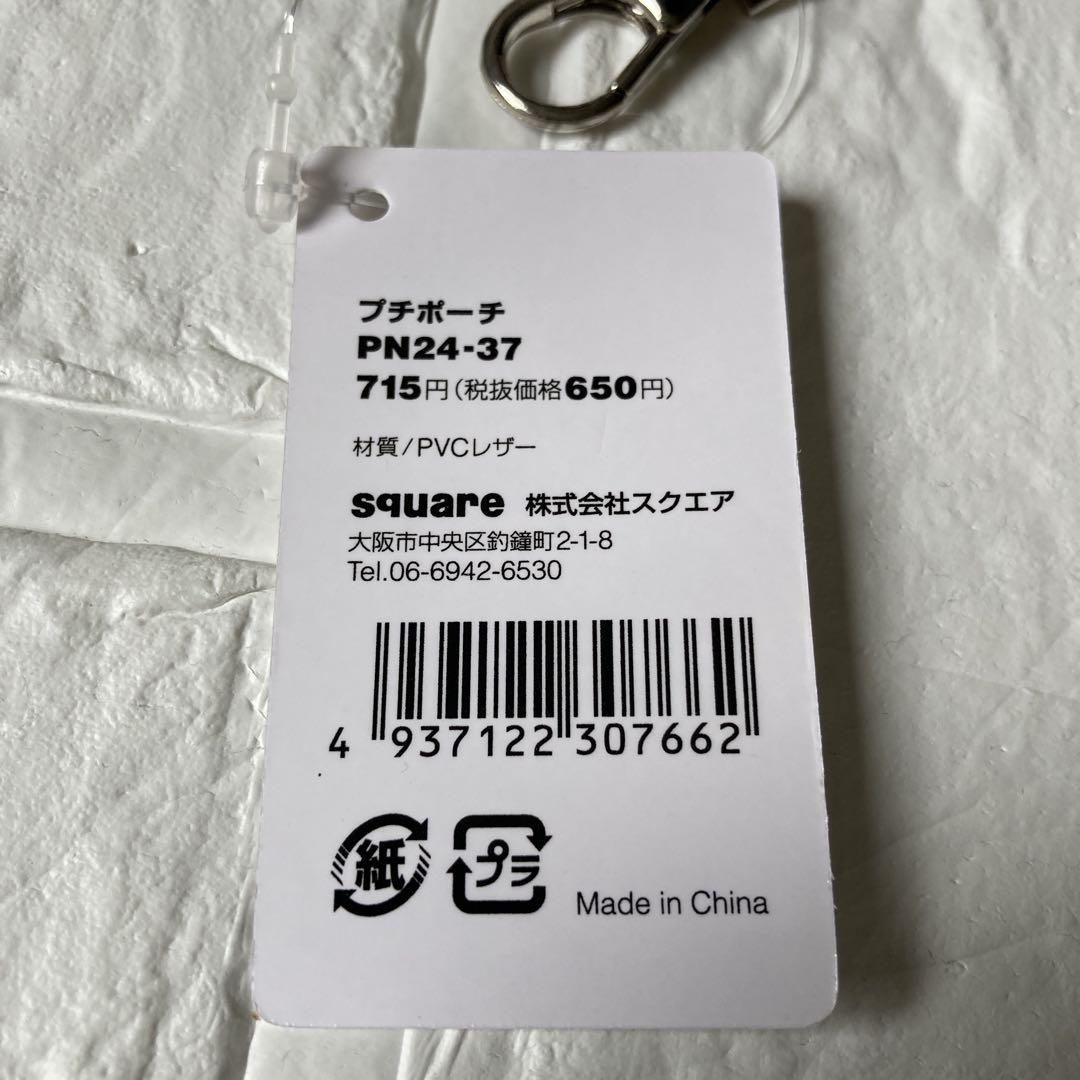 プチポーチ
PN24-37
715円(税抜価格650円)
材質/PVCレザー
square 株式会社スクエア
大阪市中央区釣鐘町2-1-8
Tel.06-6942-6530
4 937122 307662
紙 プラ Made in China